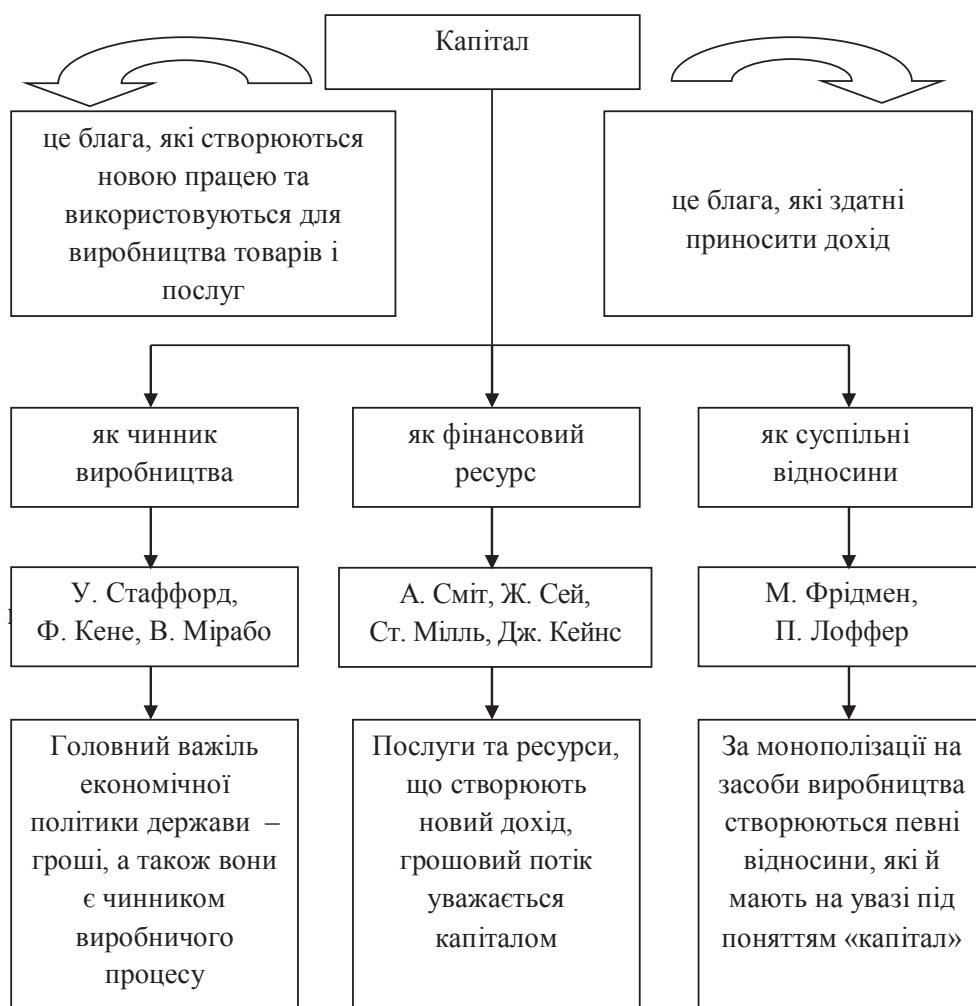 Капітал
це блага, які створюються
новою працею та
використовуються для
виробництва товарів і
послуг
це блага, які здатні
приносити дохід
як чинник
виробництва
як фінансовий
ресурс
як суспільні
відносини
У. Стаффорд,
Ф. Кене, В. Мірабо
А. Сміт, Ж. Сей,
Ст. Мілль, Дж. Кейнс
М. Фрідмен,
П. Лоффер
Головний важіль
економічної
політики держави –
гроші, а також вони
є чинником
виробничого
процесу
Послуги та ресурси,
що створюють
новий дохід,
грошовий потік
уважається
капіталом
За монополізації на
засоби виробництва
створюються певні
відносини, які й
мають на увазі під
поняттям «капітал»